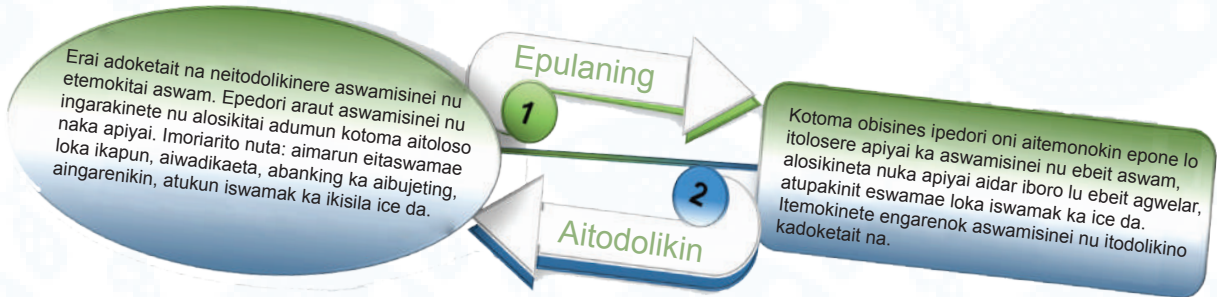 Erai adoketait na neitodolikinere aswamisinei nu
etemokitai aswam. Epedori araut aswamisinei nu
ingarakinete nu alosikitai adumun kotoma aitoloso
naka apiyai. Imoriarito nuta: aimarun eitaswamae
loka ikapun, aiwadikaeta, abanking ka aibujeting,
aingarenikin, atukun iswamak ka ikisila ice da.
Epulaning
1
2
Aitodolikin
Kotoma obisines ipedori oni aitemonokin epone lo
itolosere apiyai ka aswamisinei nu ebeit aswam,
alosikineta nuka apiyai aidar iboro lu ebeit agwelar,
atupakinit eswamae loka iswamak ka ice da.
Itemokinete engarenok aswamisinei nu itodolikino
kadoketait na.